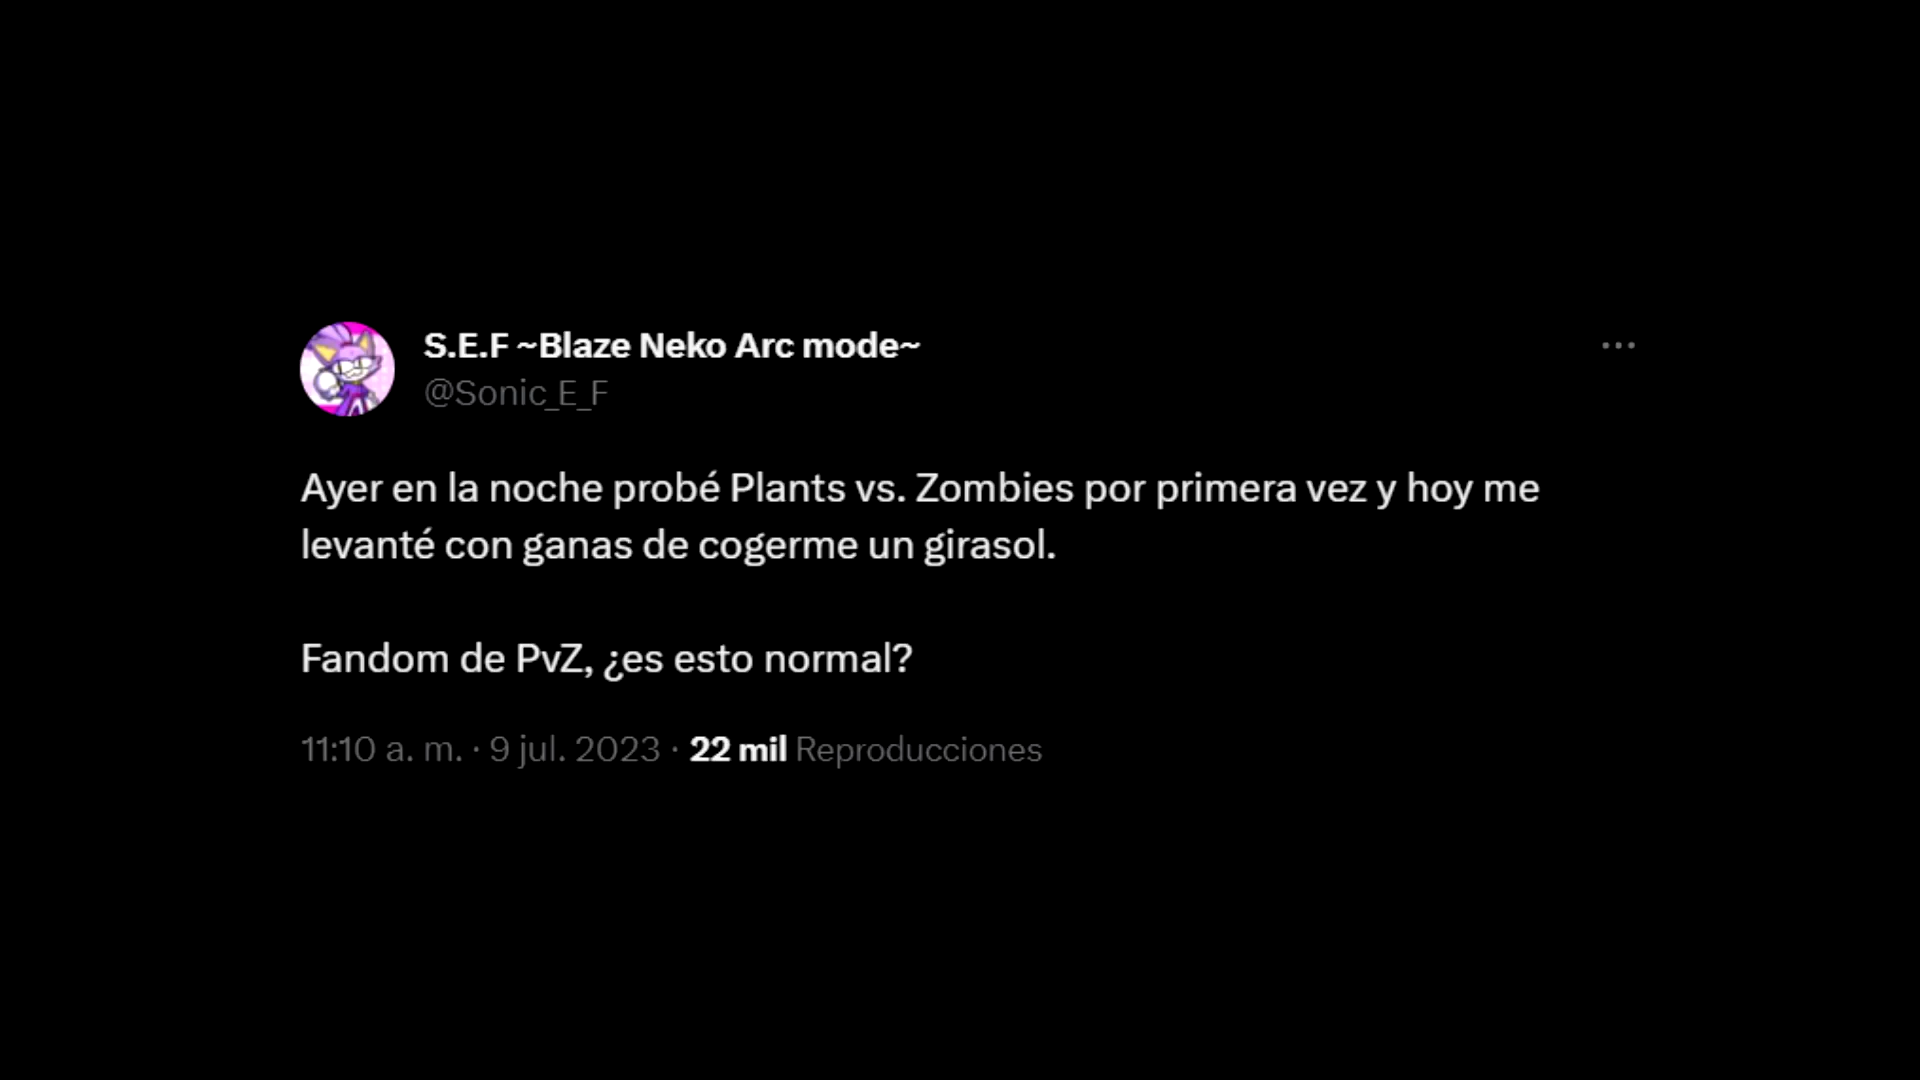 S.E.F ~Blaze Neko Arc mode~
@Sonic_E_F
Ayer en la noche probé Plants vs. Zombies por primera vez y hoy me
levanté con ganas de cogerme un girasol.
Fandom de PvZ, ¿es esto normal?
11:10 a. m. · 9 jul. 2023 · 22 mil Reproducciones